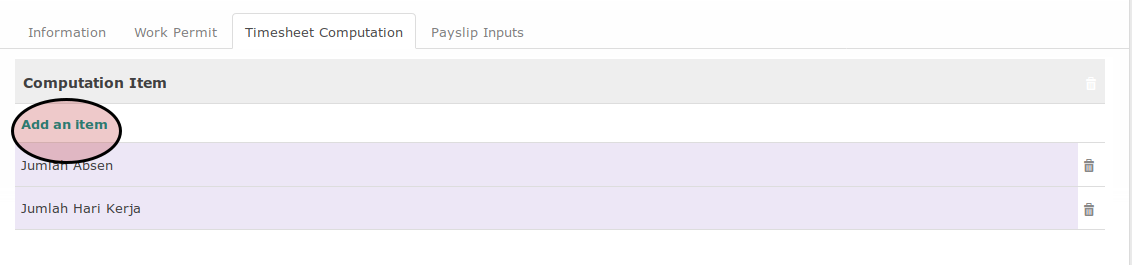 Information Work Permit Timesheet Computation Payslip Inputs
Computation Item
Add an item
Jumlah Absen
Jumlah Hari Kerja